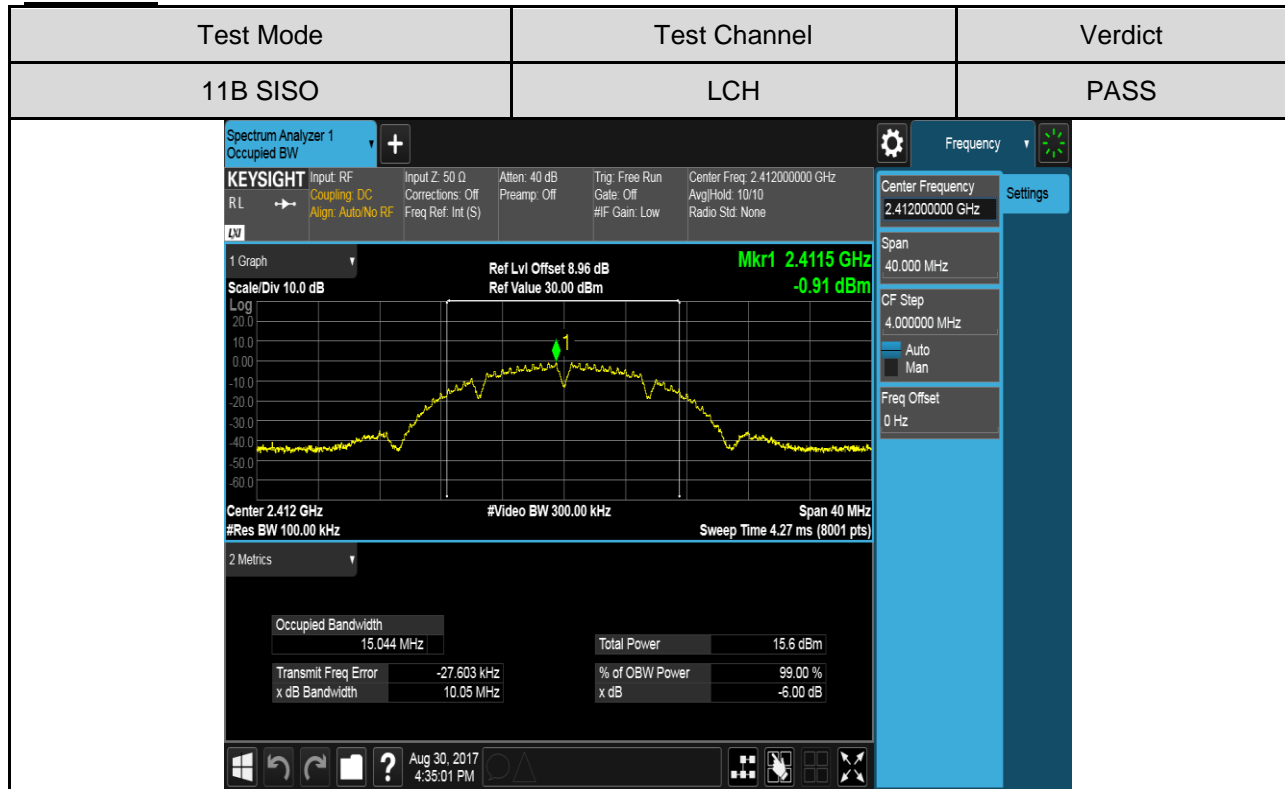 Test Mode Test Channel Verdict
11B SISO LCH PASS
Spectrum Analyzer 1
Occupied BW
+
Frequency
KEYSIGHT Input: RF Input Z: 50 Ω Atten: 40 dB Trig: Free Run Center Freq: 2.412000000 GHz
RL Coupling: DC Corrections: Off Preamp: Off Gate: Off Avg|Hold: 10/10
Align: Auto/No RF Freq Ref: Int (S) #IF Gain: Low Radio Std: None
LXI
Center Frequency
2.412000000 GHz
Settings
Span
40.000 MHz
CF Step
4.000000 MHz
Auto
Man
Freq Offset
0 Hz
1 Graph
Ref Lvl Offset 8.96 dB
Mkr1 2.4115 GHz
Scale/Div 10.0 dB Ref Value 30.00 dBm -0.91 dBm
Log
20.0
10.0
1
0.00
-10.0
-20.0
-30.0
-40.0
-50.0
-60.0
Center 2.412 GHz #Video BW 300.00 kHz Span 40 MHz
#Res BW 100.00 kHz Sweep Time 4.27 ms (8001 pts)
2 Metrics
Occupied Bandwidth
15.044 MHz Total Power 15.6 dBm
Transmit Freq Error -27.603 kHz % of OBW Power 99.00 %
x dB Bandwidth 10.05 MHz x dB -6.00 dB
? Aug 30, 2017
4:35:01 PM